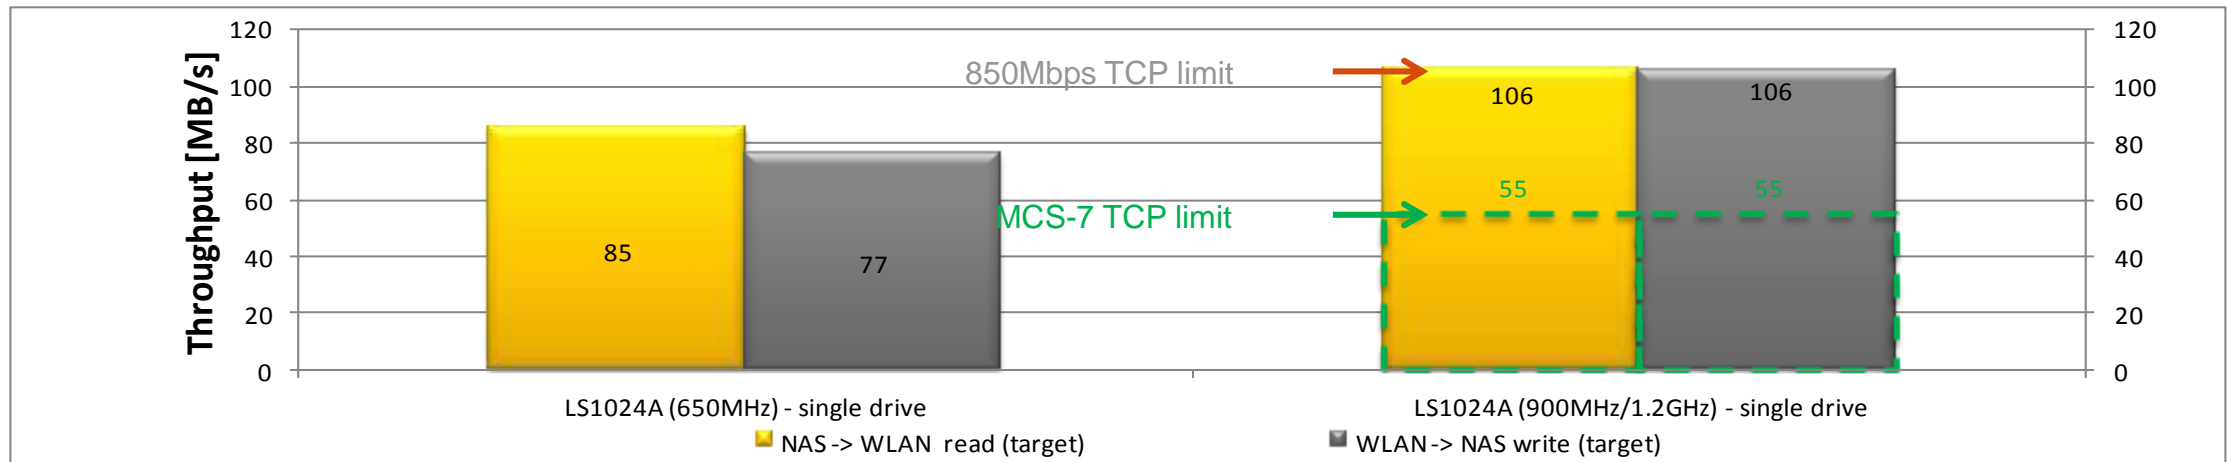 Throughput [MB/s]
120
100
80
60
40
20
0
850Mbps TCP limit
MCS-7 TCP limit
85
77
106
106
55
55
120
100
80
60
40
20
0
LS1024A (650MHz) - single drive
LS1024A (900MHz/1.2GHz) - single drive
NAS -> WLAN read (target)
WLAN -> NAS write (target)